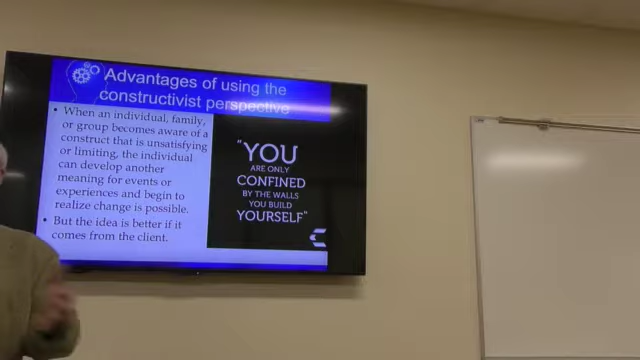 Advantages of using the
constructivist perspective
• When an individual, family,
or group becomes aware of a
construct that is unsatisfying
or limiting, the individual
can develop another
meaning for events or
experiences and begin to
realize change is possible.
• But the idea is better if it
comes from the client.
"YOU
ARE ONLY
CONFINED
BY THE WALLS
YOU BUILD
YOURSELF"